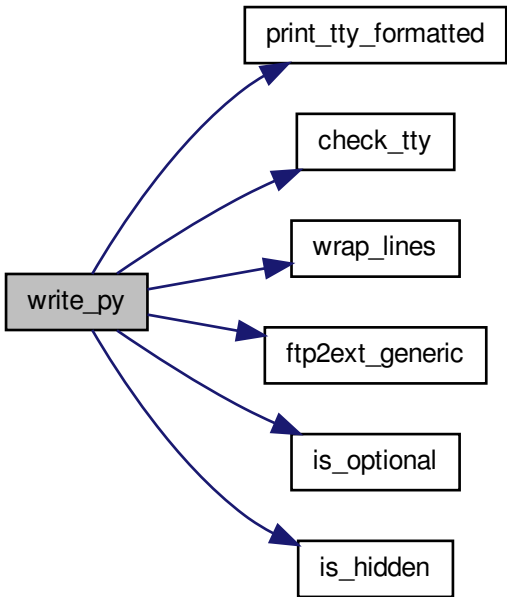 print_tty_formatted
check_tty
wrap_lines
write_py
ftp2ext_generic
is_optional
is_hidden